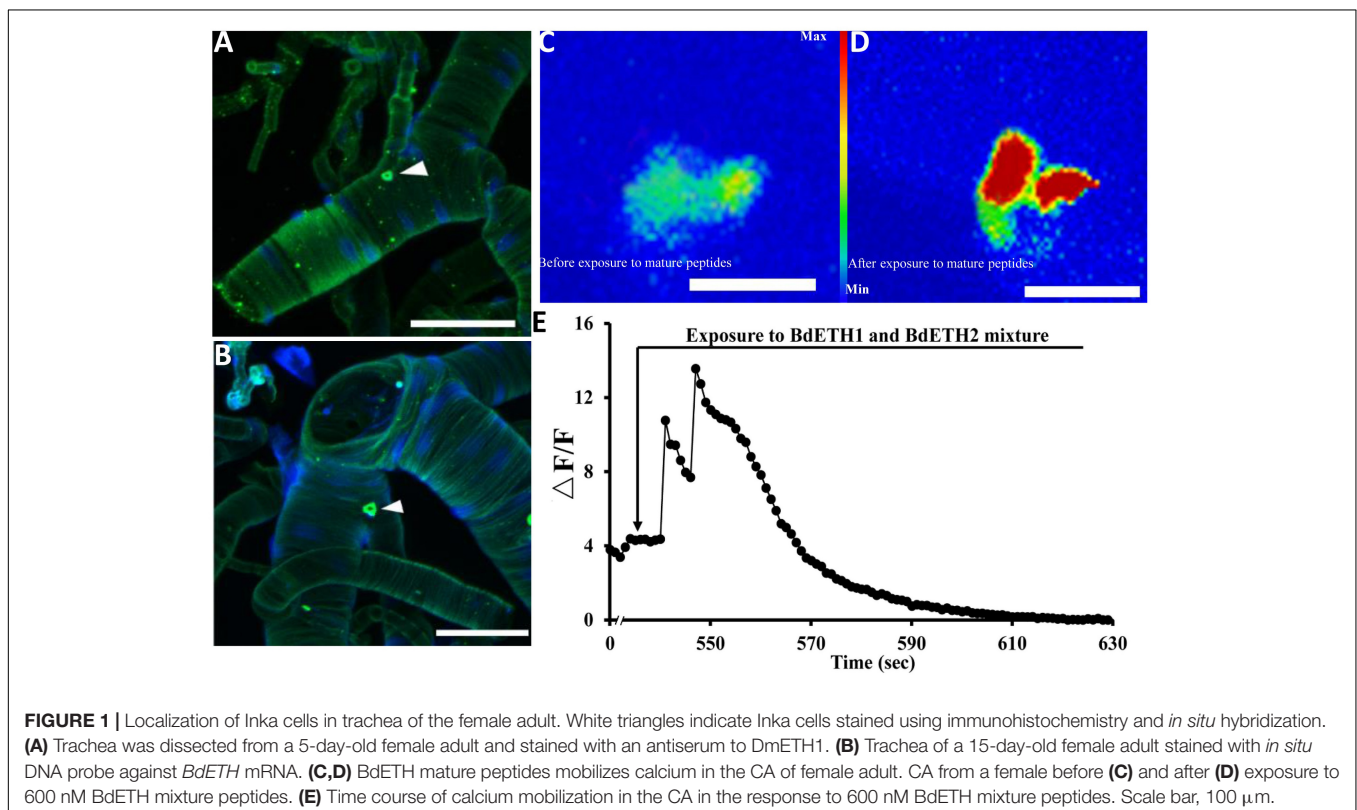 A
B
C
Max
D
Before exposure to mature peptides
Min
After exposure to mature peptides
E
Exposure to BdETH1 and BdETH2 mixture
16
12
8
4
0
△F/F
0
550
570
590
610
630
Time (sec)
FIGURE 1 | Localization of Inka cells in trachea of the female adult. White triangles indicate Inka cells stained using immunohistochemistry and in situ hybridization.
(A) Trachea was dissected from a 5-day-old female adult and stained with an antiserum to DmETH1. (B) Trachea of a 15-day-old female adult stained with in situ
DNA probe against BdETH mRNA. (C,D) BdETH mature peptides mobilizes calcium in the CA of female adult. CA from a female before (C) and after (D) exposure to
600 nM BdETH mixture peptides. (E) Time course of calcium mobilization in the CA in the response to 600 nM BdETH mixture peptides. Scale bar, 100 μm.